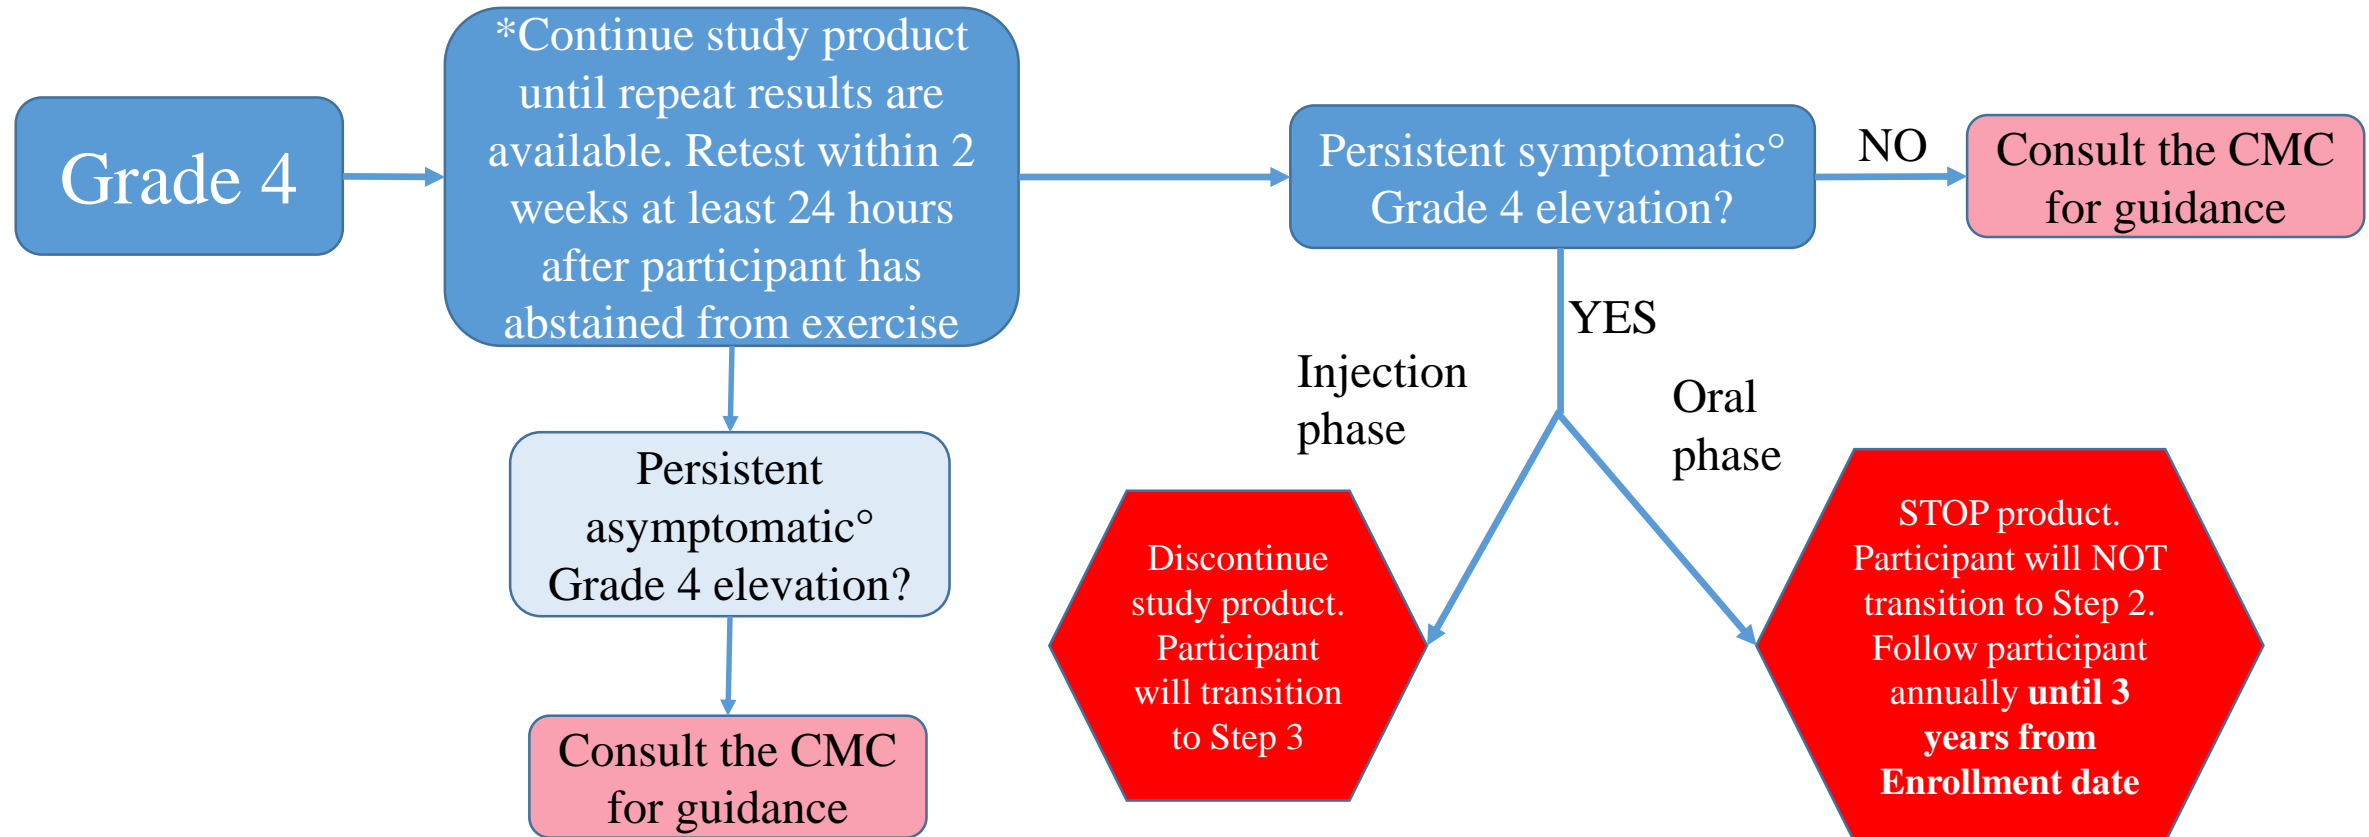 Grade 4
*Continue study product
until repeat results are
available. Retest within 2
weeks at least 24 hours
after participant has
abstained from exercise
Persistent symptomatic°
Grade 4 elevation?
NO
Consult the CMC
for guidance
YES
Injection
phase
Oral
phase
Persistent
asymptomatic°
Grade 4 elevation?
Consult the CMC
for guidance
Discontinue
study product.
Participant
will transition
to Step 3
STOP product.
Participant will NOT
transition to Step 2.
Follow participant
annually until 3
years from
Enrollment date